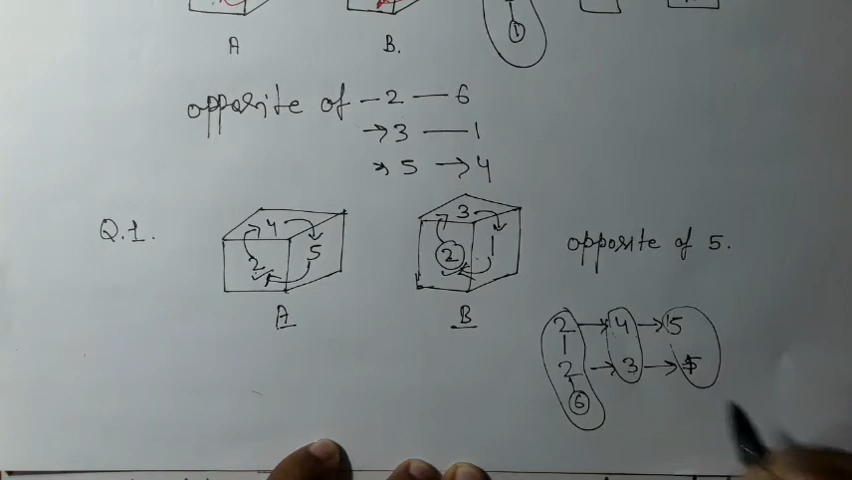 A B. 1
opposite of - 2 — 6
→ 3 — 1
→ 5 → 4
Q.1. 4 5 2 3 2 1 opposite of 5.
A B
2 → 4 → 5
2 → 3 →
6